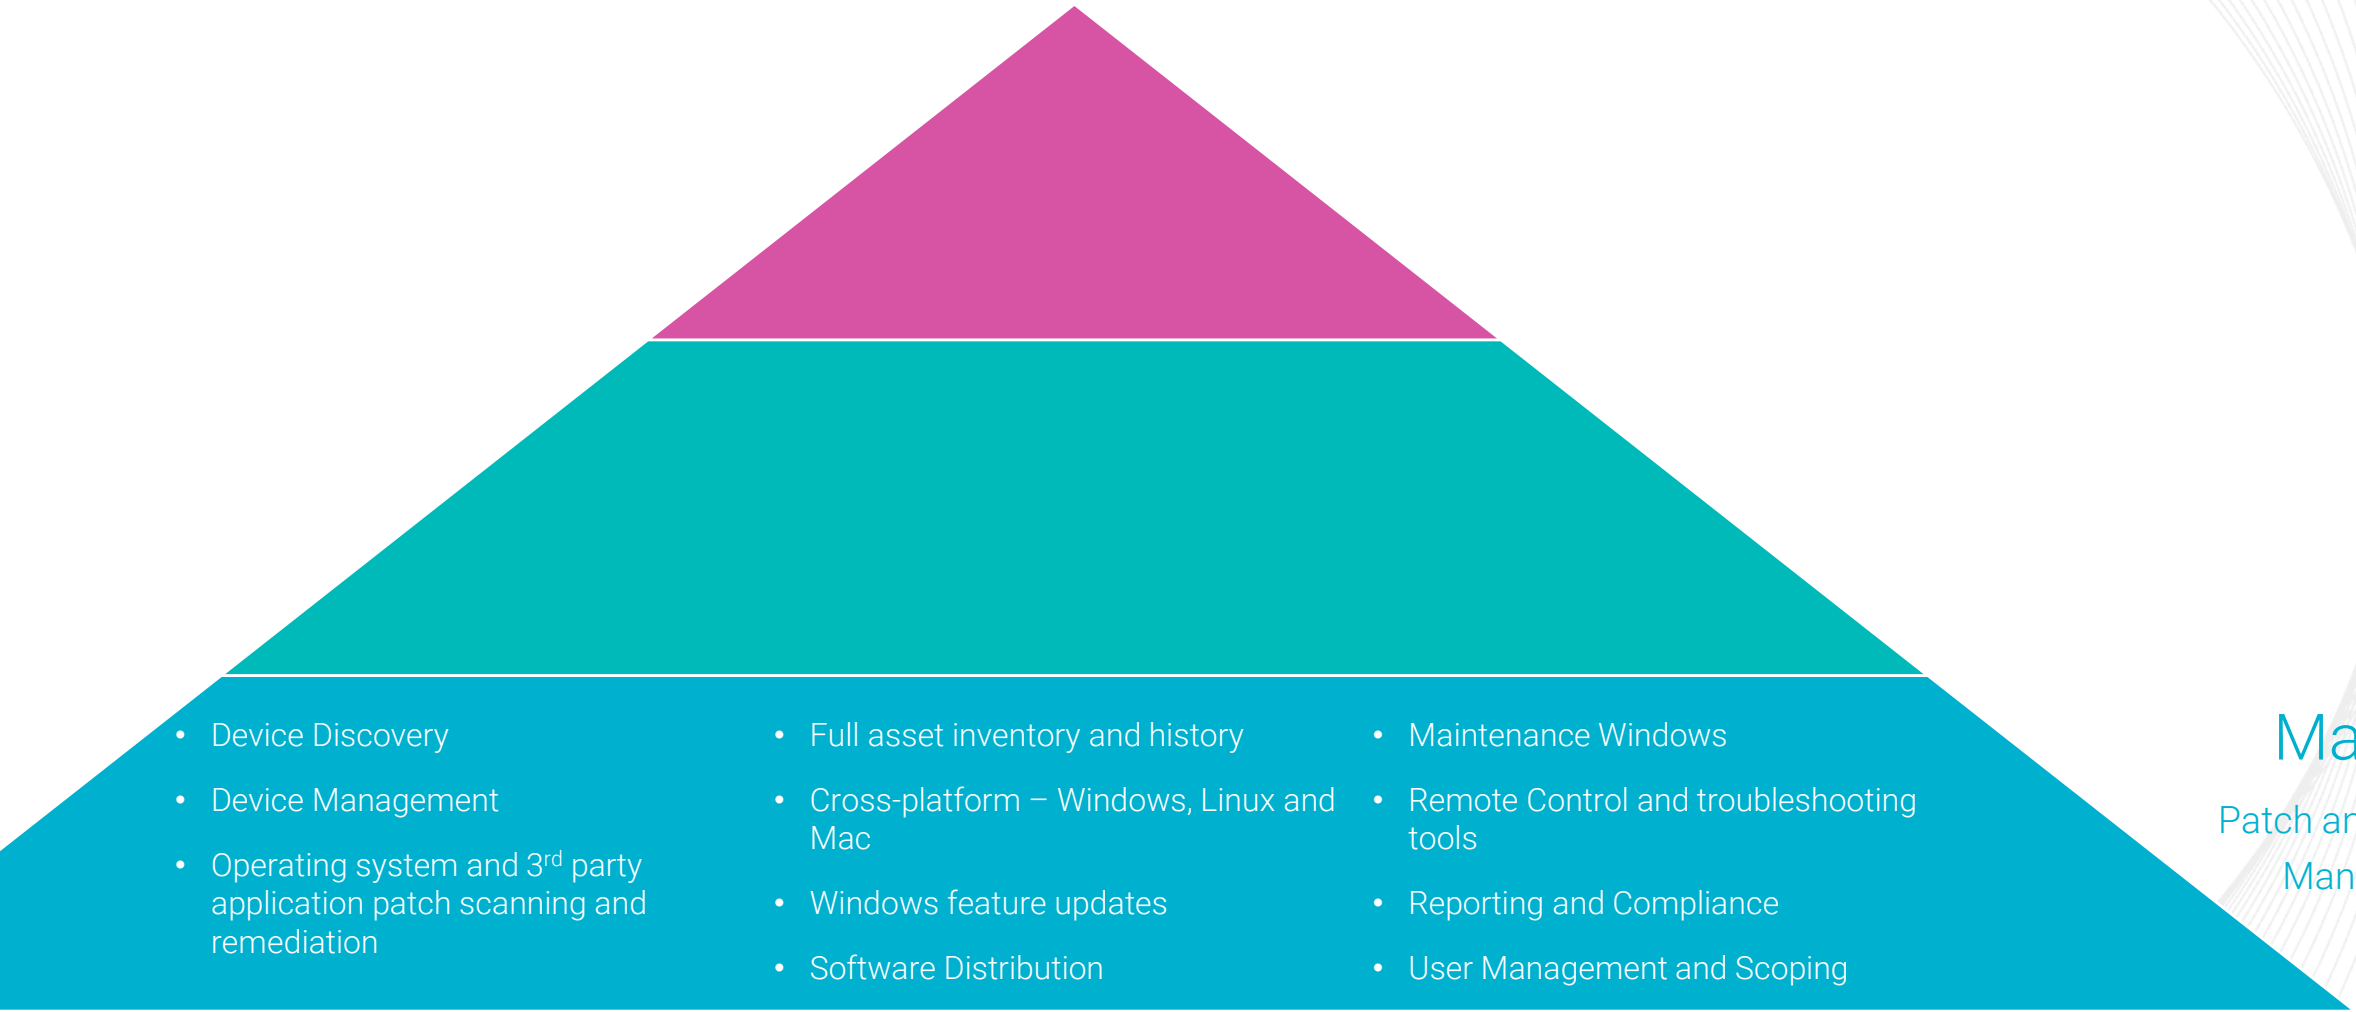 • Device Discovery
• Device Management
• Operating system and 3rd party
application patch scanning and
remediation
• Full asset inventory and history
• Cross-platform – Windows, Linux and
Mac
• Windows feature updates
• Software Distribution
• Maintenance Windows
• Remote Control and troubleshooting
tools
• Reporting and Compliance
• User Management and Scoping
Patch